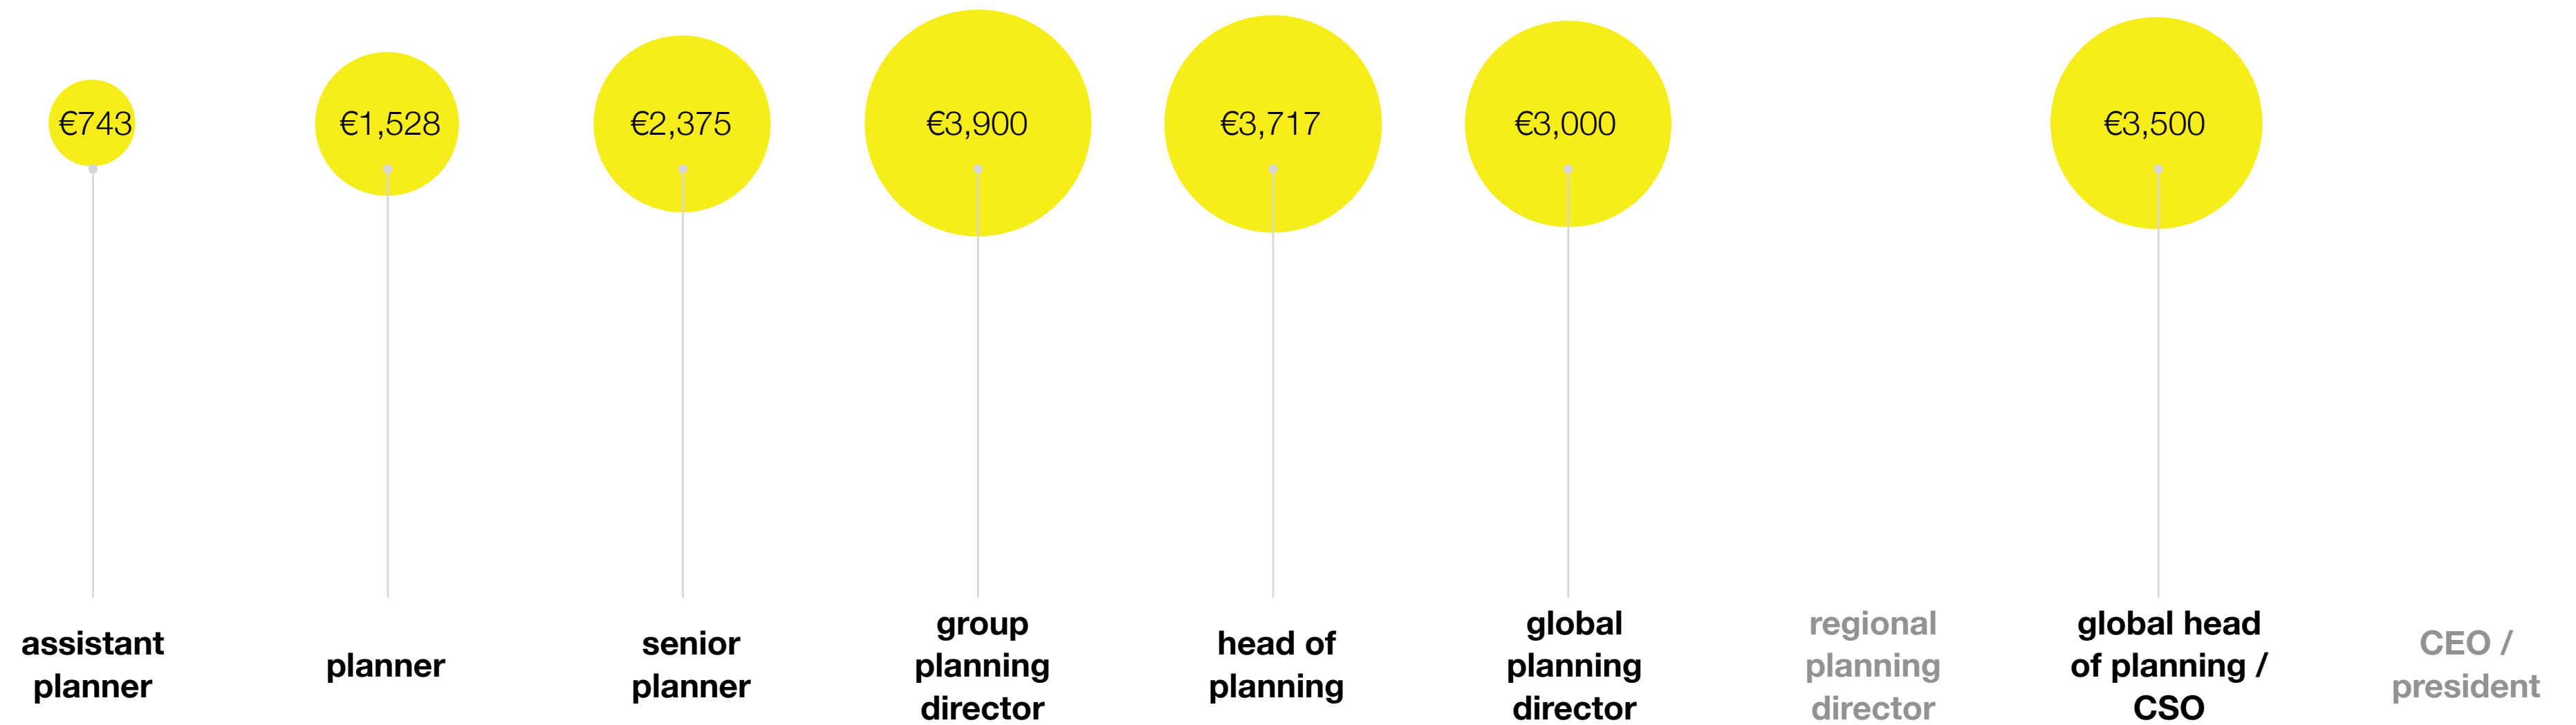 €743
€1,528
€2,375
€3,900
€3,717
€3,000
€3,500
assistant
planner
planner
senior
planner
group
planning
director
head of
planning
global
planning
director
regional
planning
director
global head
of planning /
CSO
CEO /
president